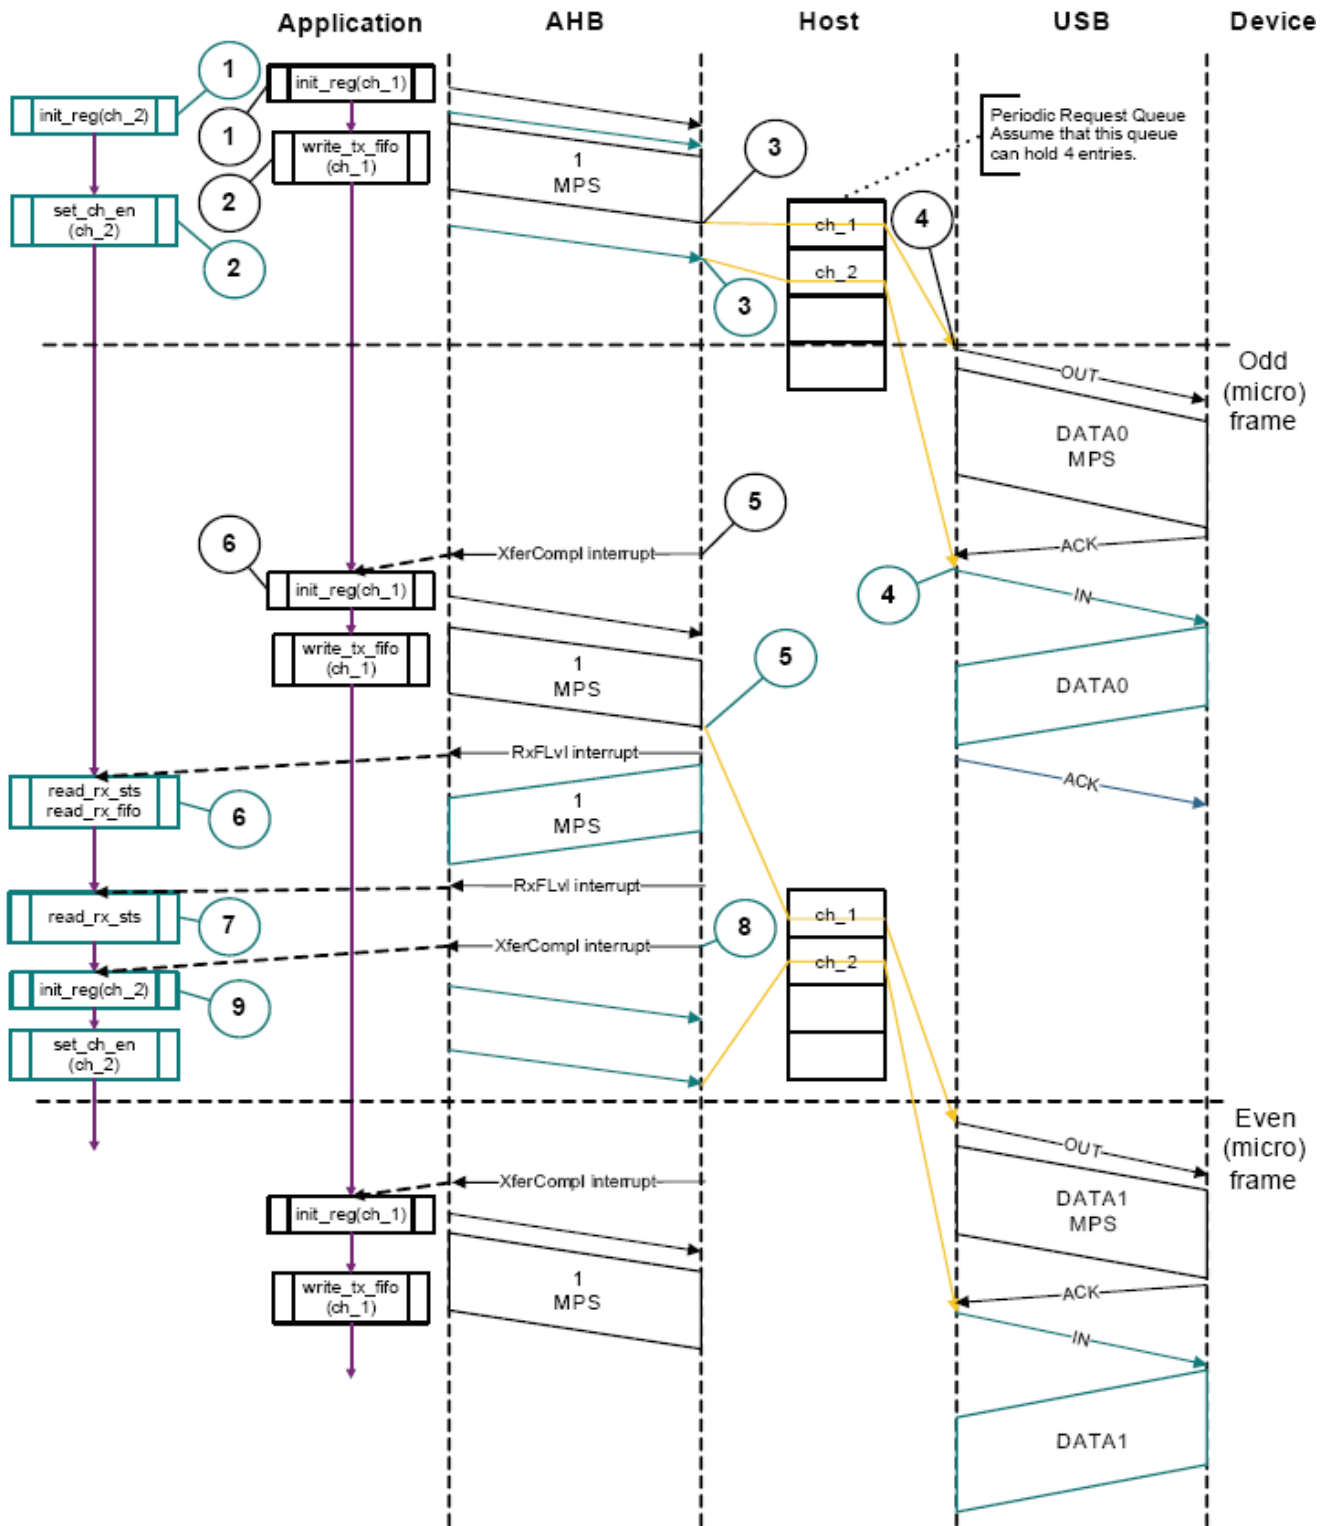 Application
AHB
Host
USB
Device
1
init_reg(ch_1)
init_reg(ch_2)
1
Periodic Request Queue
Assume that this queue
can hold 4 entries.
write_tx_fifo
(ch_1)
1
MPS
3
2
set_ch_en
(ch_2)
2
ch_1
4
ch_2
3
Odd
(micro)
frame
OUT
DATA0
MPS
5
6
XferCompl interrupt
ACK
init_reg(ch_1)
4
IN
write_tx_fifo
(ch_1)
1
MPS
5
DATA0
RxFLvl interrupt
ACK
read_rx_sts
read_rx_fifo
6
1
MPS
RxFLvl interrupt
read_rx_sts
7
ch_1
8
XferCompl interrupt
ch_2
init_reg(ch_2)
9
set_ch_en
(ch_2)
Even
(micro)
frame
OUT
XferCompl interrupt
init_reg(ch_1)
DATA1
MPS
write_tx_fifo
(ch_1)
1
MPS
ACK
IN
DATA1